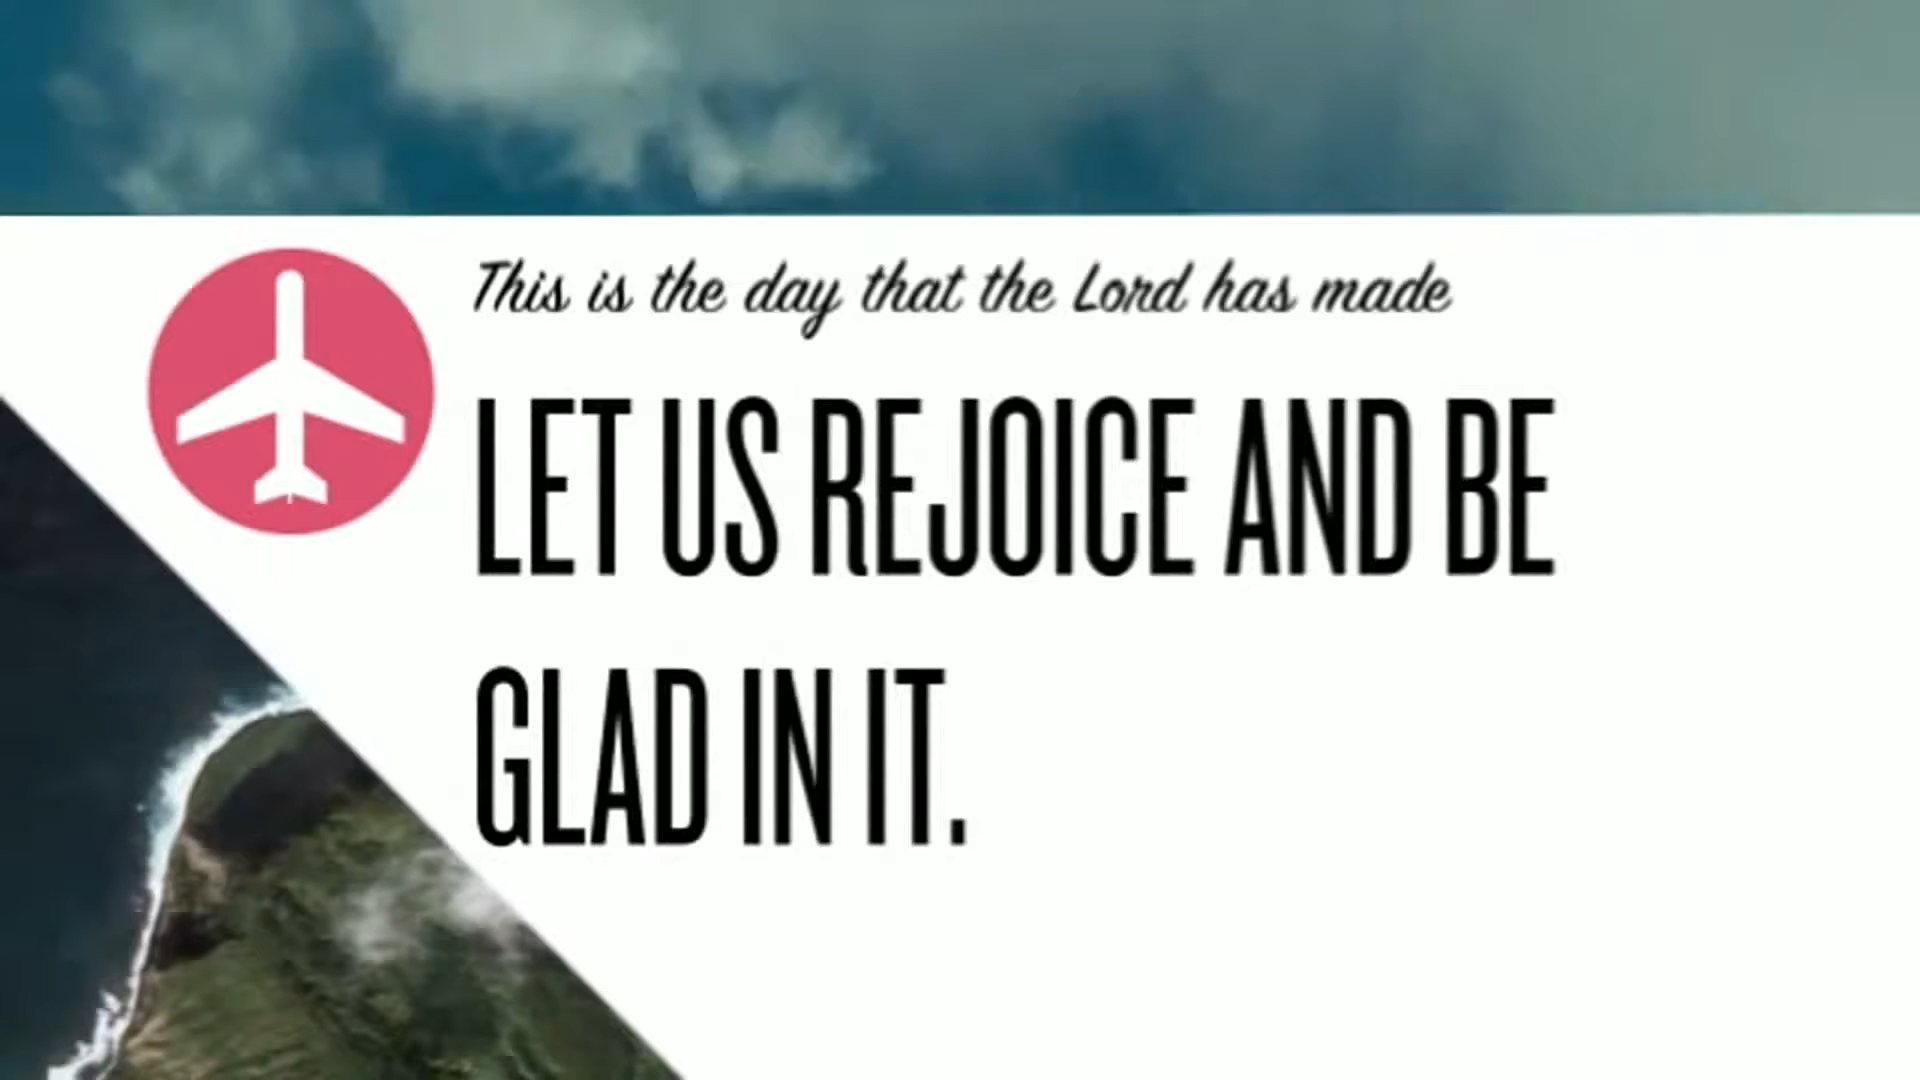 This is the day that the Lord has made
LET US REJOICE AND BE
GLAD IN IT.